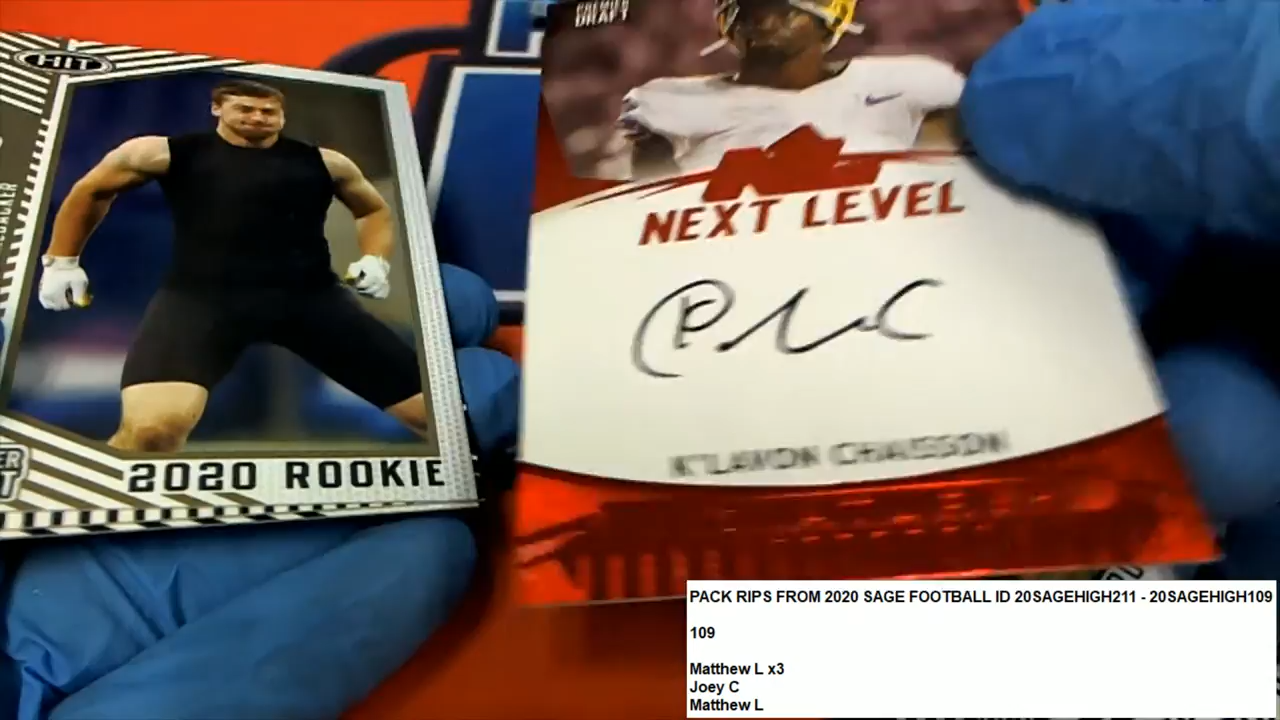 HIT
2020 ROOKIE
DRAFT
NEXT LEVEL
K'LAVON CHAISSON
PACK RIPS FROM 2020 SAGE FOOTBALL ID 20SAGEHIGH211 - 20SAGEHIGH109
109
Matthew L x3
Joey C
Matthew L